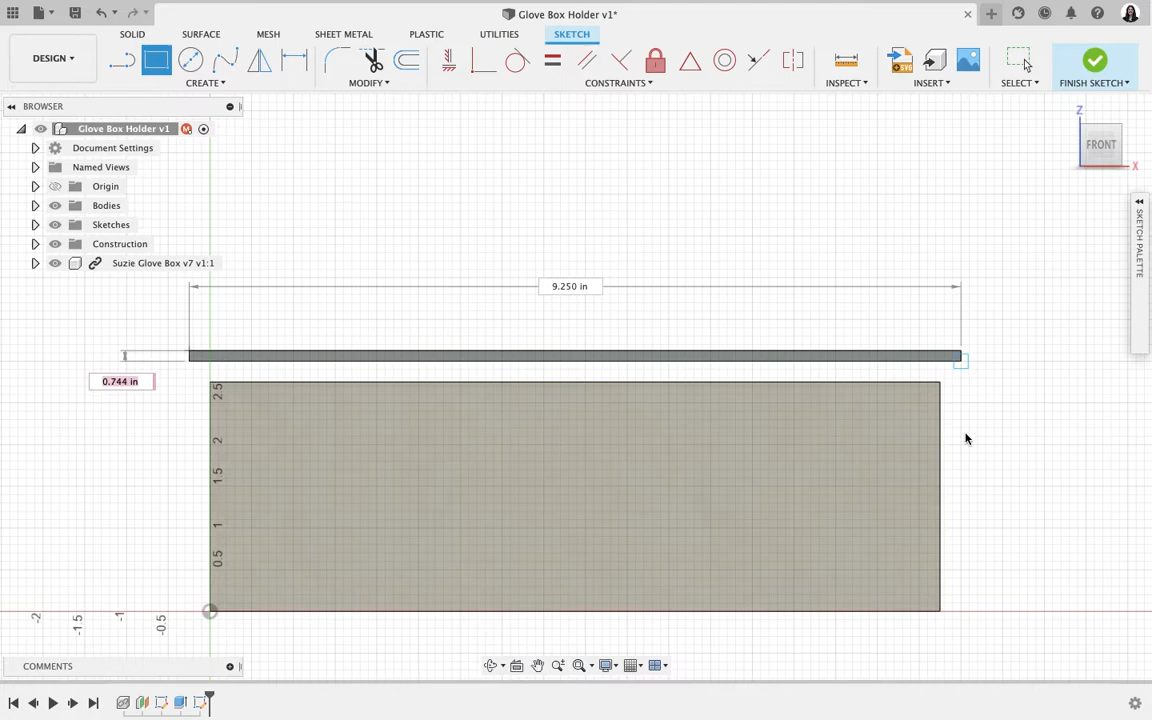 Glove Box Holder v1*
DESIGN
SOLID
SURFACE
MESH
SHEET METAL
PLASTIC
UTILITIES
SKETCH
CREATE
MODIFY
CONSTRAINTS
INSPECT
INSERT
SELECT
FINISH SKETCH
BROWSER
Glove Box Holder v1
Document Settings
Named Views
Origin
Bodies
Sketches
Construction
Suzie Glove Box v7 v1:1
Z
FRONT
X
SKETCH PALETTE
9.250 in
0.744 in
2.5
2
1.5
1
0.5
-2
-1.5
-1
-0.5
COMMENTS